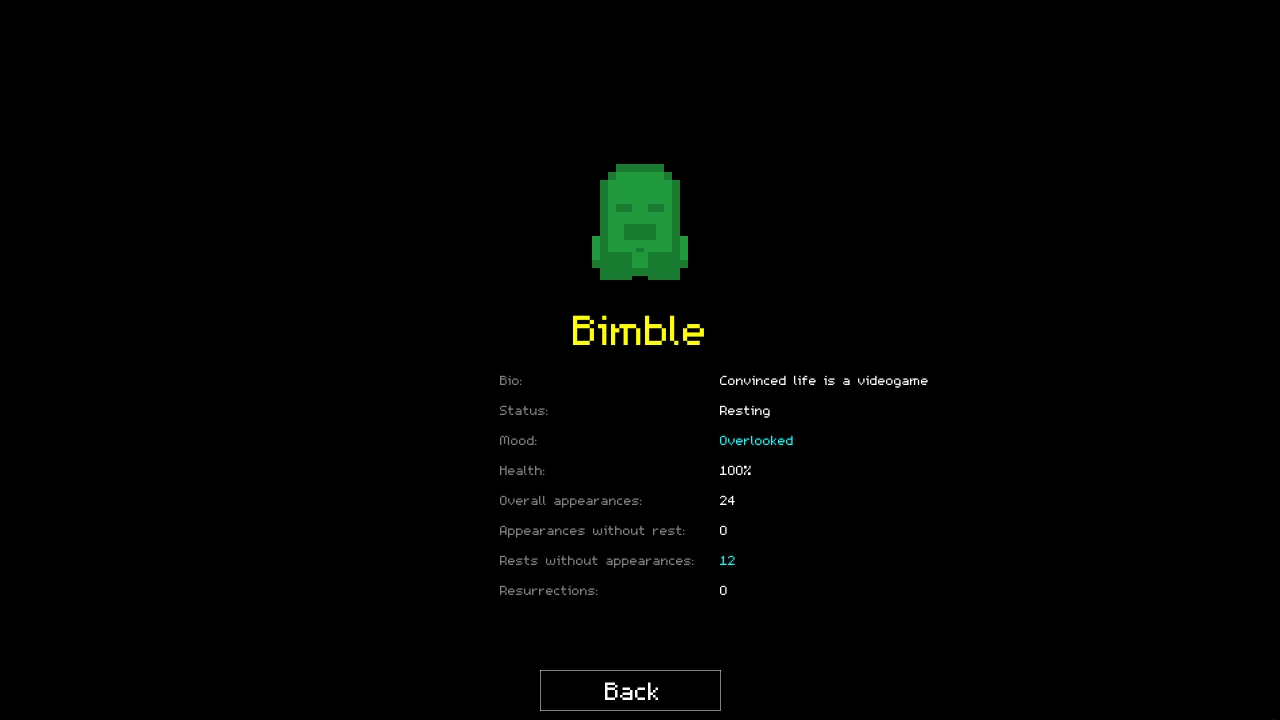 Bimble
Bio: Convinced life is a videogame
Status: Resting
Mood: Overlooked
Health: 100%
Overall appearances: 24
Appearances without rest: 0
Rests without appearances: 12
Resurrections: 0
Back